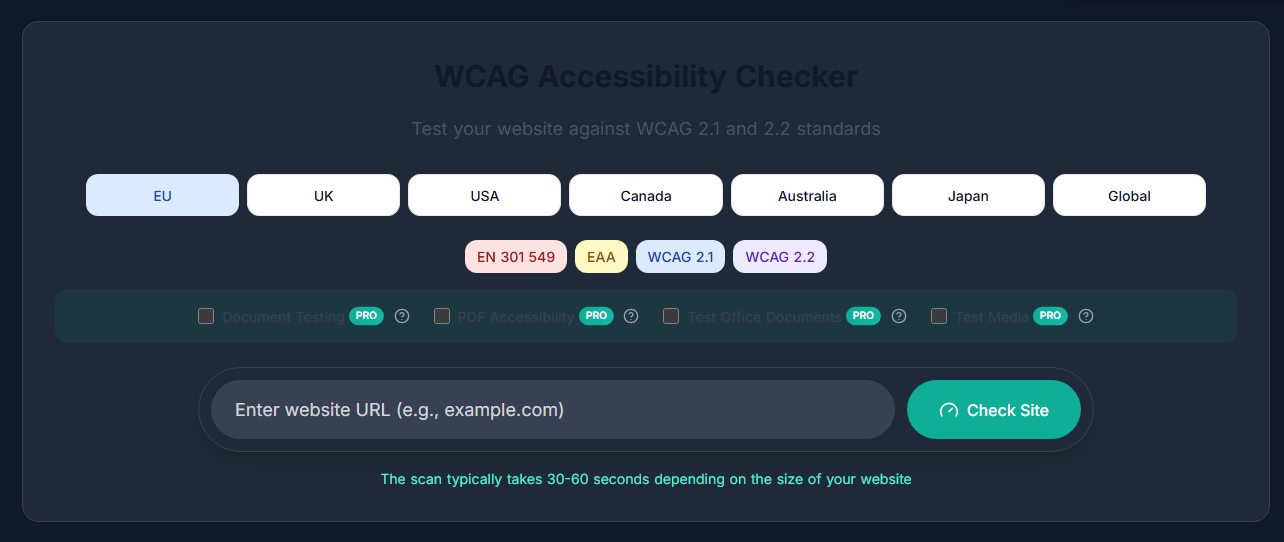 WCAG Accessibility Checker
Test your website against WCAG 2.1 and 2.2 standards
EU UK USA Canada Australia Japan Global
EN 301 549 EAA WCAG 2.1 WCAG 2.2
Document Testing PRO ? PDF Accessibility PRO ? Test Office Documents PRO ? Test Media PRO ?
Enter website URL (e.g., example.com) Check Site
The scan typically takes 30-60 seconds depending on the size of your website